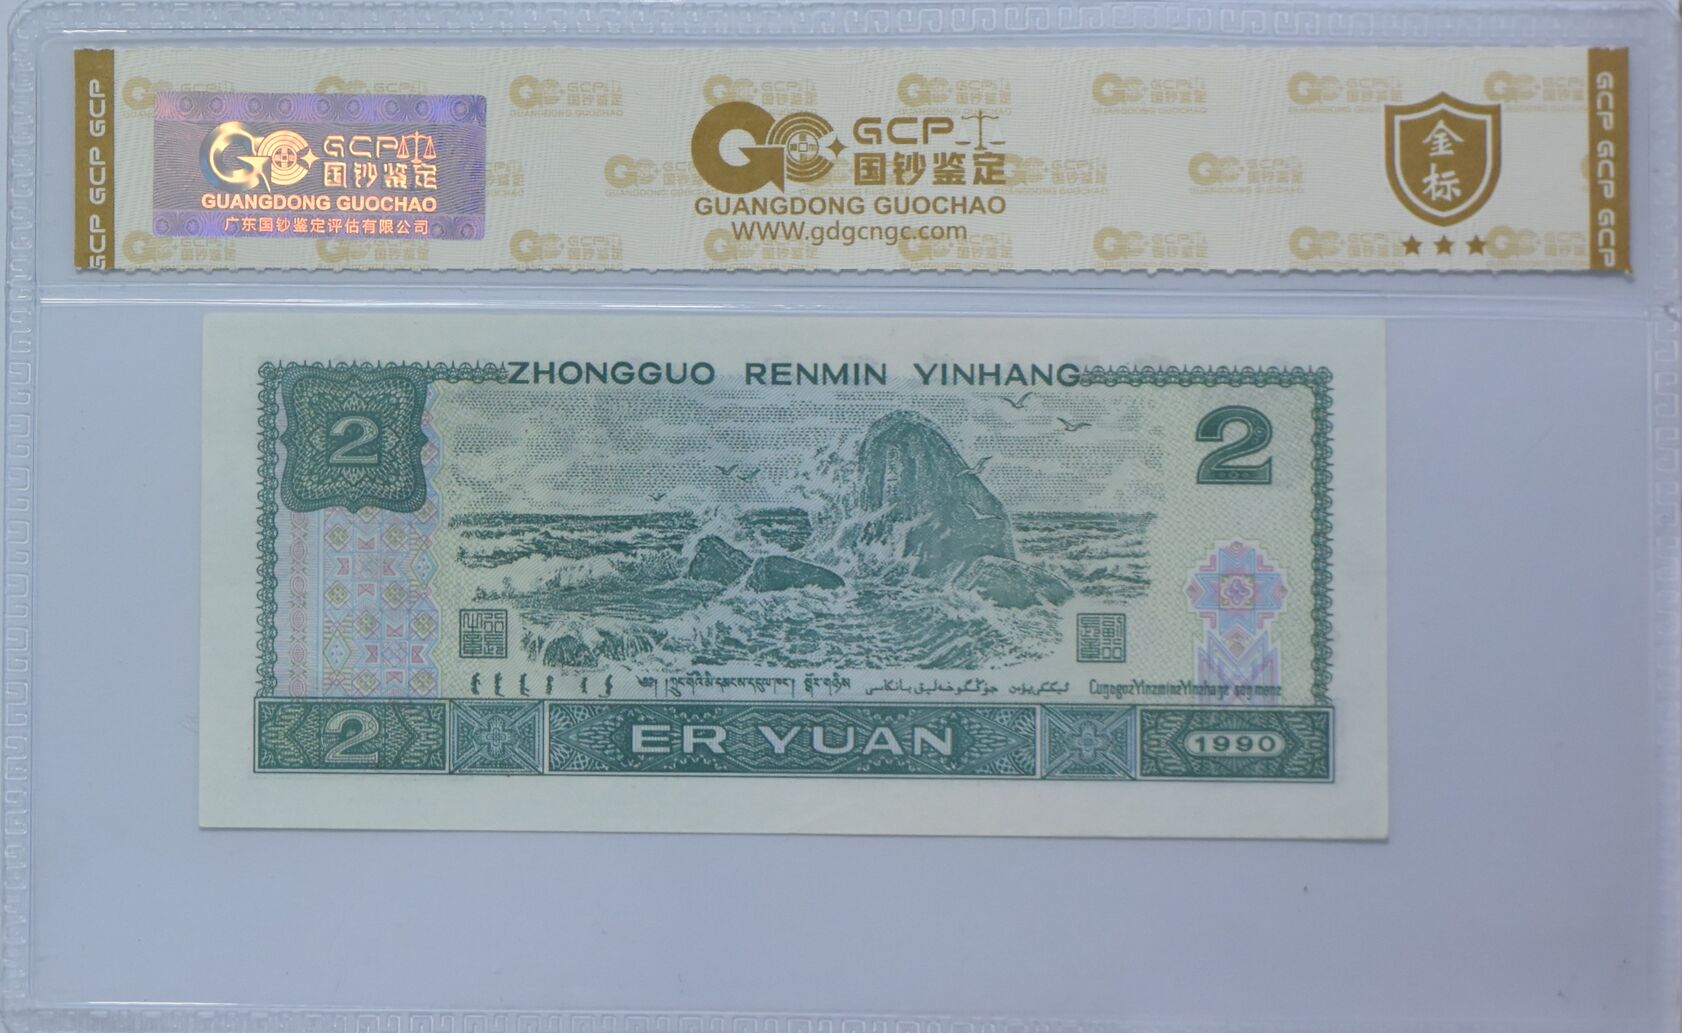 GCP GCP GCP
GCP
国钞鉴定
GUANGDONG GUOCHAO
广东国钞鉴定评估有限公司
GCP
国钞鉴定
GUANGDONG GUOCHAO
WWW.gdgcngc.com
金标
GCP GCP GCP
ZHONGGUO RENMIN YINHANG
2
2
2
ER YUAN
1990